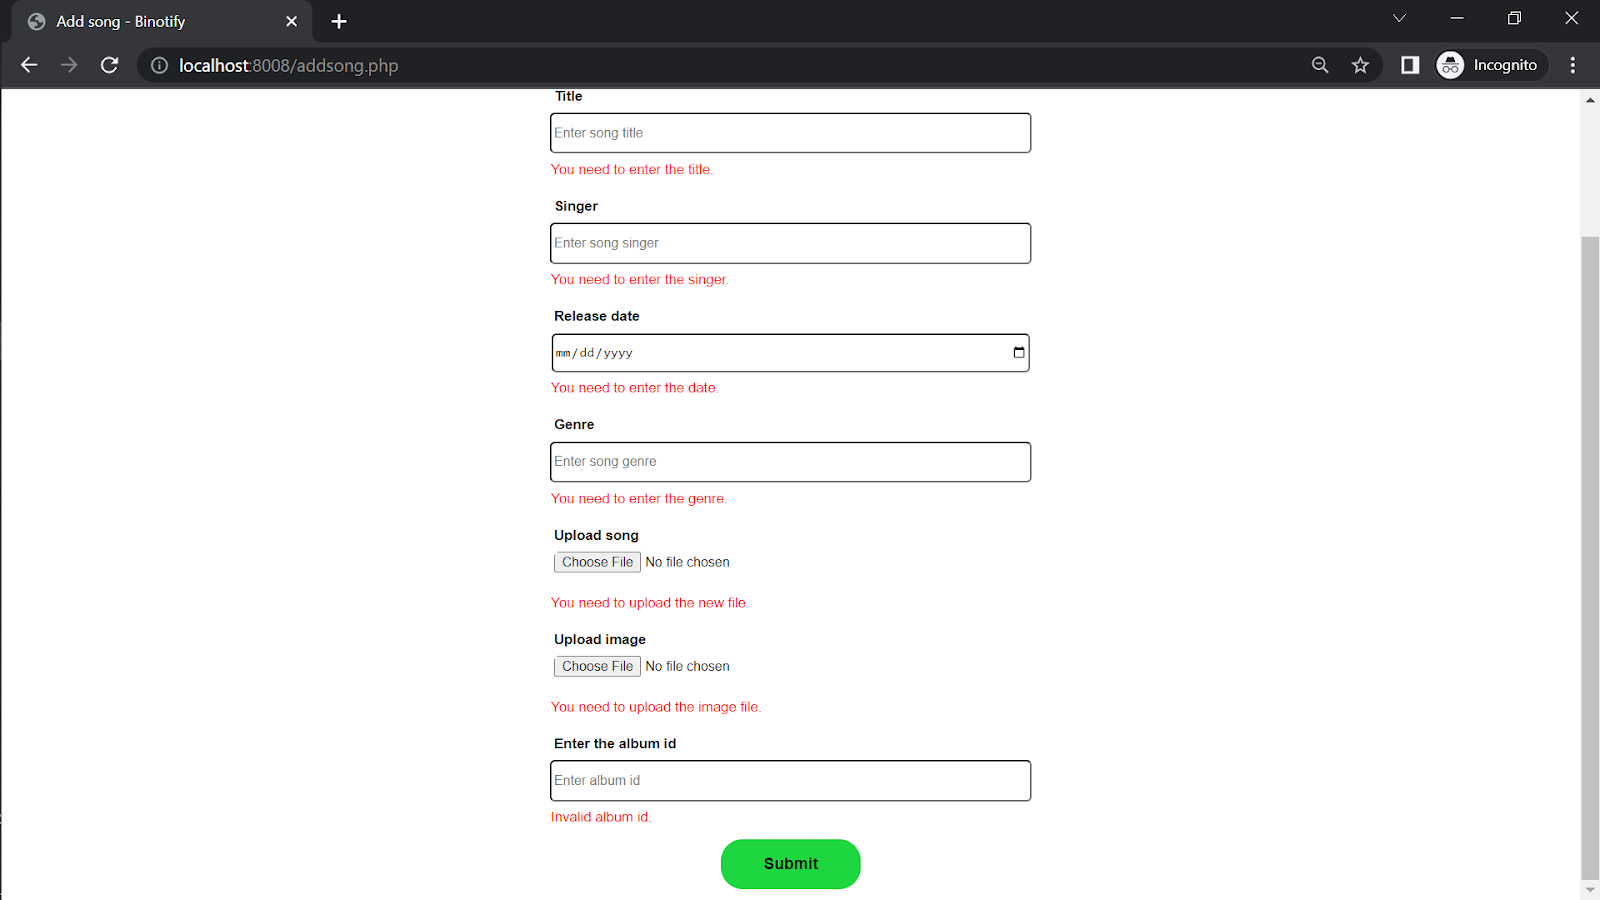 Add song - Binotify
localhost:8008/addsong.php
Incognito
Title
Enter song title
You need to enter the title.
Singer
Enter song singer
You need to enter the singer.
Release date
mm/dd/yyyy
You need to enter the date.
Genre
Enter song genre
You need to enter the genre.
Upload song
Choose File No file chosen
You need to upload the new file.
Upload image
Choose File No file chosen
You need to upload the image file.
Enter the album id
Enter album id
Invalid album id.
Submit